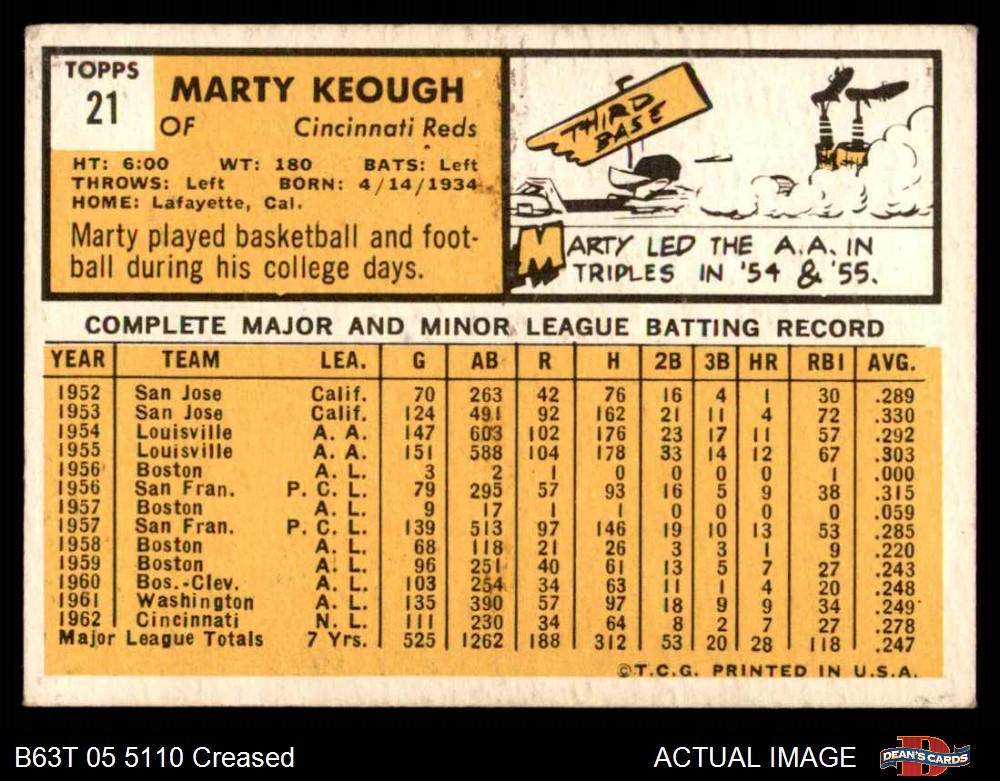 TOPPS
21
MARTY KEOUGH
OF Cincinnati Reds
HT: 6:00 WT: 180 BATS: Left
THROWS: Left BORN: 4/14/1934
HOME: Lafayette, Cal.
Marty played basketball and foot-
ball during his college days.
THIRD
BASE
MARTY LED THE A.A. IN
TRIPLES IN '54 & '55.
COMPLETE MAJOR AND MINOR LEAGUE BATTING RECORD
YEAR TEAM LEA. G AB R H 2B 3B HR RBI AVG.
1952 San Jose Calif. 70 263 42 76 16 4 1 30 .289
1953 San Jose Calif. 124 491 92 162 21 11 4 72 .330
1954 Louisville A. A. 147 603 102 176 23 17 11 57 .292
1955 Louisville A. A. 151 588 104 178 33 14 12 67 .303
1956 Boston A. L. 3 2 1 0 0 0 0 1 .000
1956 San Fran. P. C. L. 79 295 57 93 16 5 9 38 .315
1957 Boston A. L. 9 17 1 1 0 0 0 0 .059
1957 San Fran. P. C. L. 139 513 97 146 19 10 13 53 .285
1958 Boston A. L. 68 118 21 26 3 3 1 9 .220
1959 Boston A. L. 96 251 40 61 13 5 7 27 .243
1960 Bos.-Clev. A. L. 103 254 34 63 11 1 4 20 .248
1961 Washington A. L. 135 390 57 97 18 9 9 34 .249
1962 Cincinnati N. L. 111 230 34 64 8 2 7 27 .278
Major League Totals 7 Yrs. 525 1262 188 312 53 20 28 118 .247
©T.C.G. PRINTED IN U.S.A.
B63T 05 5110 Creased ACTUAL IMAGE DEAN'S CARDS